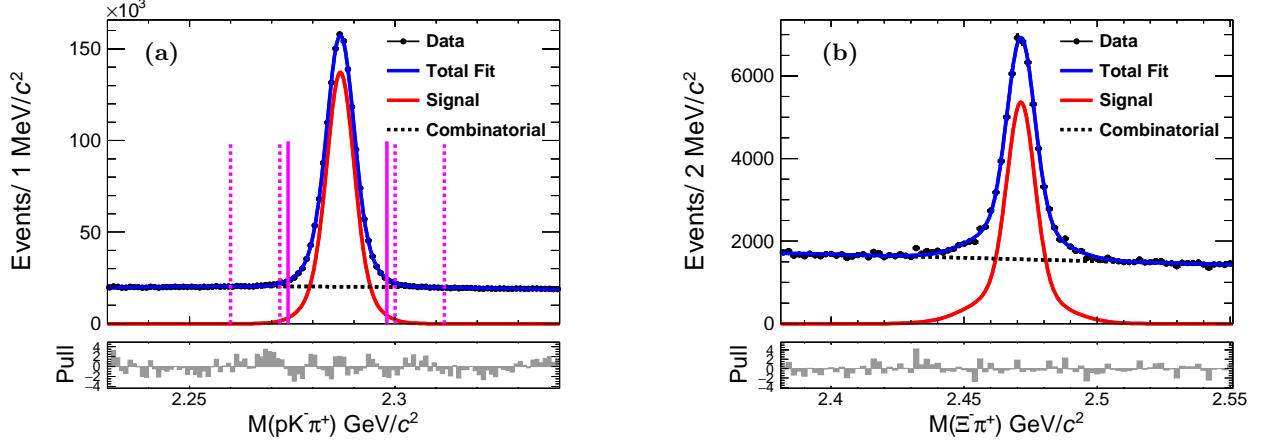 ×10³
150
100
50
0
Events/ 1 MeV/c²
(a)
Data
Total Fit
Signal
Combinatorial
4
2
0
−2
−4
Pull
2.25
2.3
M(pK⁻π⁺) GeV/c²
6000
4000
2000
0
Events/ 2 MeV/c²
(b)
Data
Total Fit
Signal
Combinatorial
4
2
0
−2
−4
Pull
2.4
2.45
2.5
2.55
M(Ξ⁻π⁺) GeV/c²